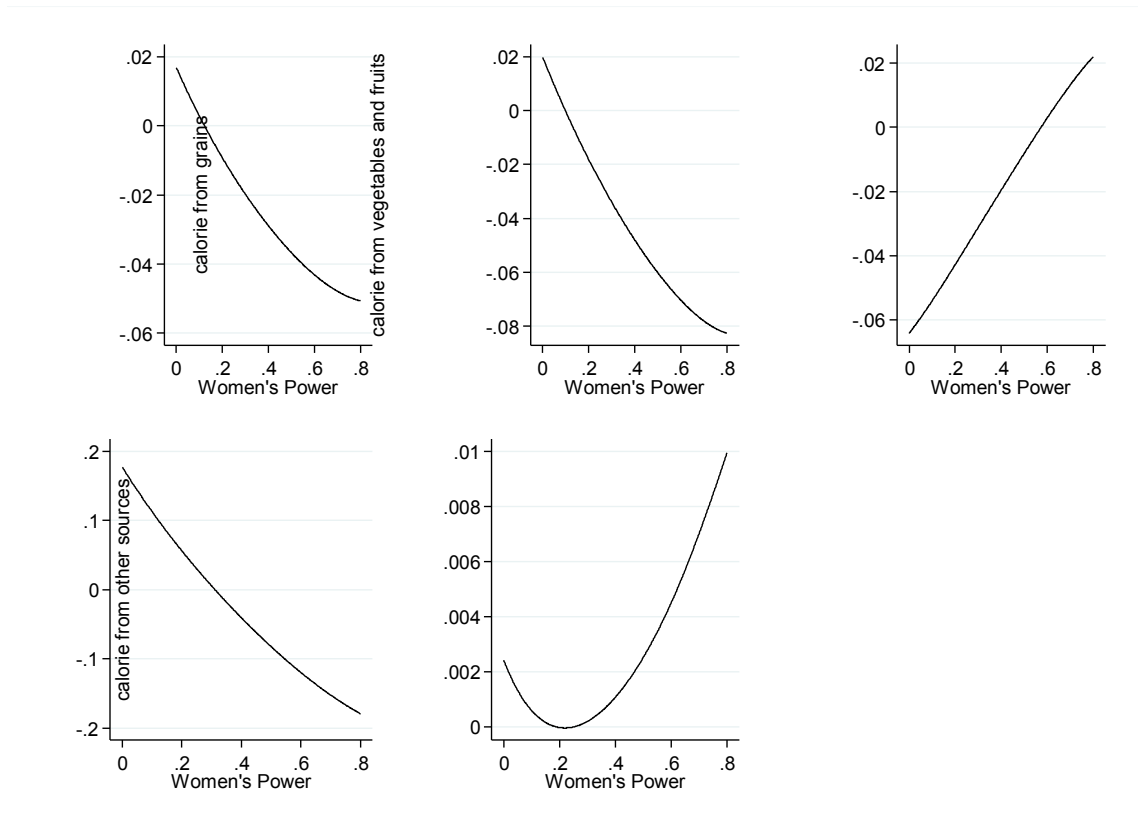 .02
0
-.02
-.04
-.06
calorie from grains
0 .2 .4 .6 .8
Women's Power
calorie from vegetables and fruits
.02
0
-.02
-.04
-.06
-.08
0 .2 .4 .6 .8
Women's Power
.02
0
-.02
-.04
-.06
0 .2 .4 .6 .8
Women's Power
.2
.1
0
-.1
-.2
calorie from other sources
0 .2 .4 .6 .8
Women's Power
.01
.008
.006
.004
.002
0
0 .2 .4 .6 .8
Women's Power